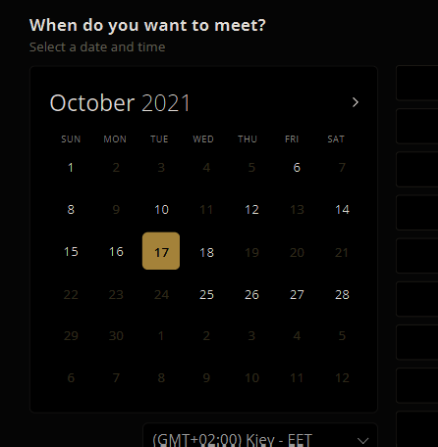 When do you want to meet?
Select a date and time
October 2021
SUN MON TUE WED THU FRI SAT
1 2 3 4 5 6 7
8 9 10 11 12 13 14
15 16 17 18 19 20 21
22 23 24 25 26 27 28
29 30 1 2 3 4 5
6 7 8 9 10 11 12
(GMT+02:00) Kiev - EET